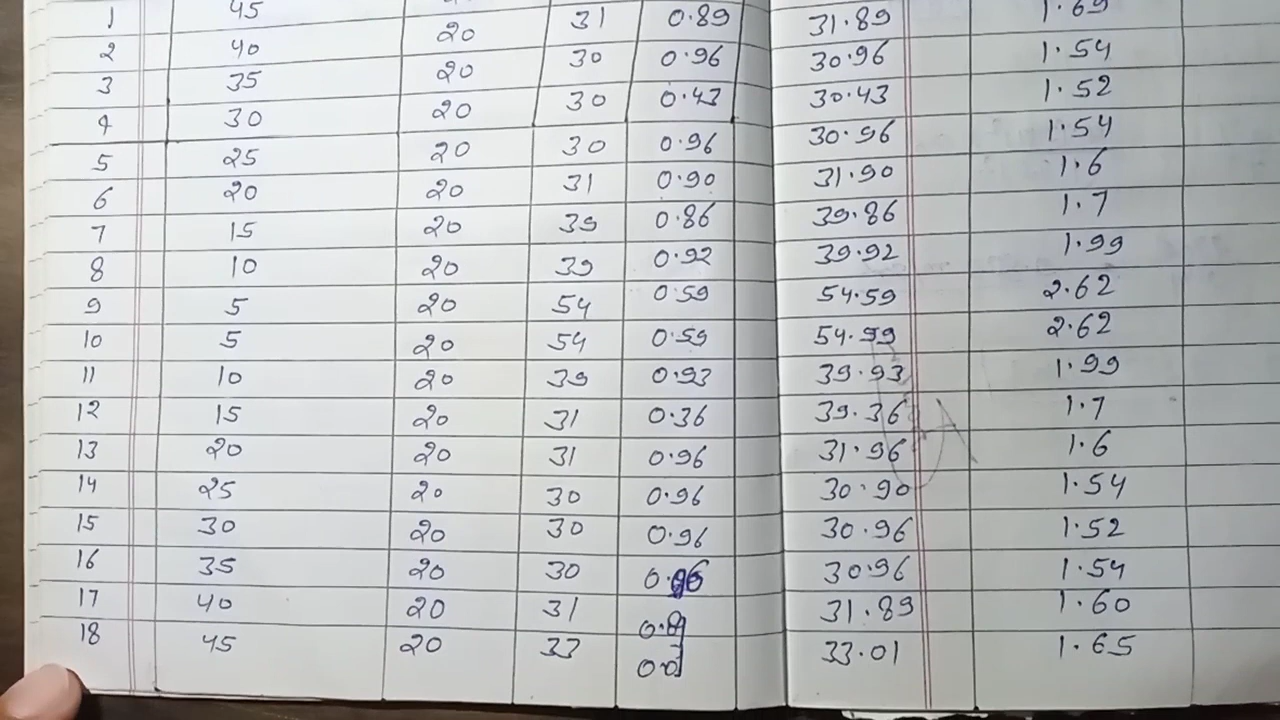 1 45 20 31 0.89 31.89 1.69
2 40 20 30 0.96 30.96 1.54
3 35 20 30 0.43 30.43 1.52
4 30 20 30 0.96 30.96 1.54
5 25 20 31 0.90 31.90 1.6
6 20 20 39 0.86 39.86 1.7
7 15 20 39 0.92 39.92 1.99
8 10 20 54 0.59 54.59 2.62
9 5 20 54 0.59 54.99 2.62
10 5 20 39 0.93 39.93 1.99
11 10 20 31 0.36 39.36 1.7
12 15 20 31 0.96 31.96 1.6
13 20 20 30 0.96 30.90 1.54
14 25 20 30 0.96 30.96 1.52
15 30 20 30 0.96 30.96 1.54
16 35 20 31 0.89 31.89 1.60
17 40 20 33 0.01 33.01 1.65
18 45